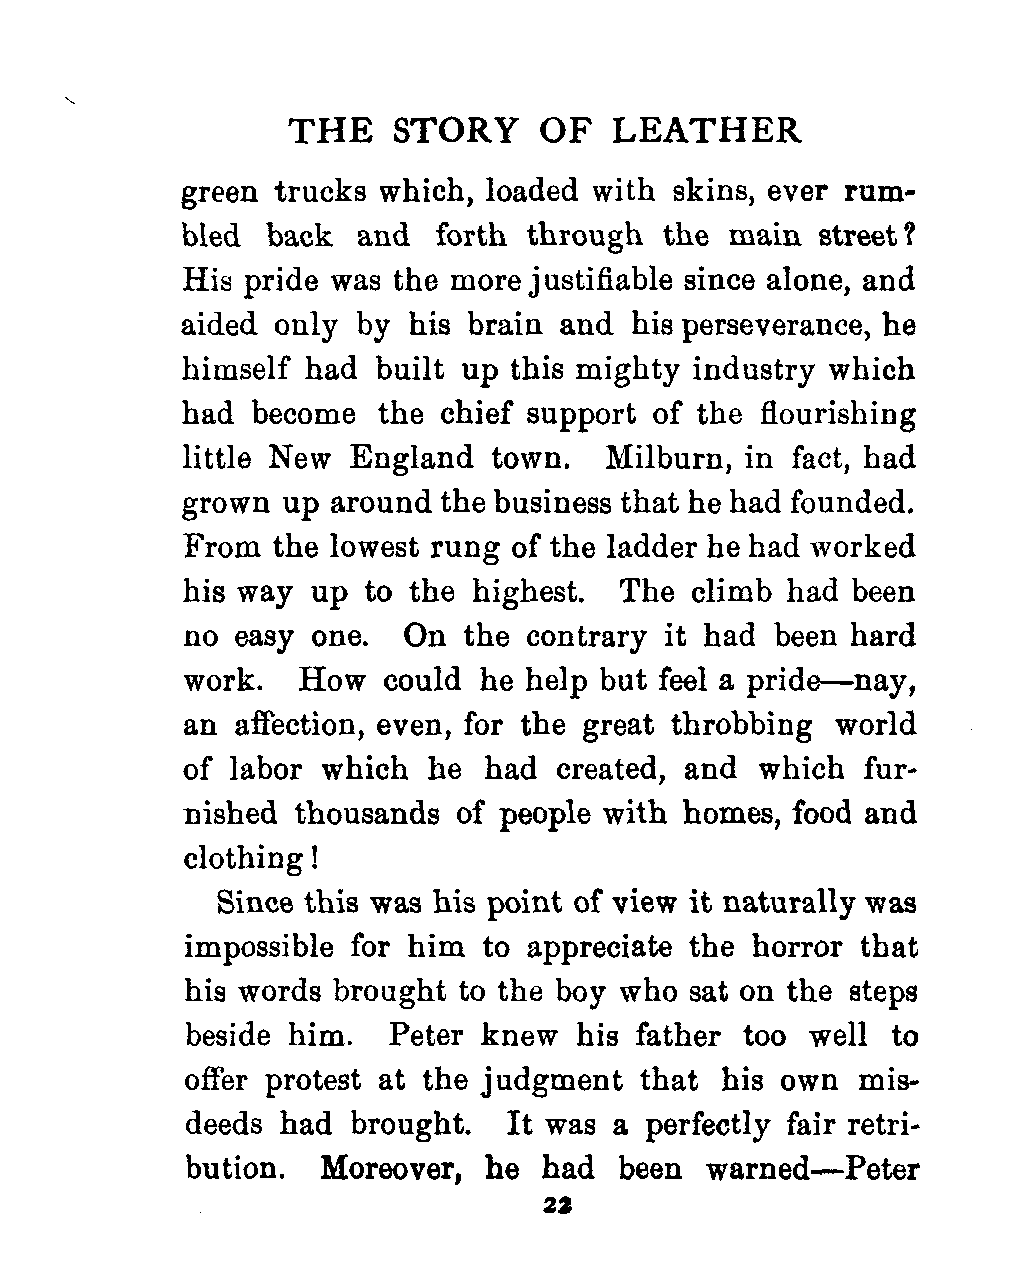 THE STORY OF LEATHER
green trucks which, loaded with skins, ever rum-
bled back and forth through the main street?
His pride was the more justifiable since alone, and
aided only by his brain and his perseverance, he
himself had built up this mighty industry which
had become the chief support of the flourishing
little New England town. Milburn, in fact, had
grown up around the business that he had founded.
From the lowest rung of the ladder he had worked
his way up to the highest. The climb had been
no easy one. On the contrary it had been hard
work. How could he help but feel a pride—nay,
an affection, even, for the great throbbing world
of labor which he had created, and which fur-
nished thousands of people with homes, food and
clothing!
Since this was his point of view it naturally was
impossible for him to appreciate the horror that
his words brought to the boy who sat on the steps
beside him. Peter knew his father too well to
offer protest at the judgment that his own mis-
deeds had brought. It was a perfectly fair retri-
bution. Moreover, he had been warned—Peter
22